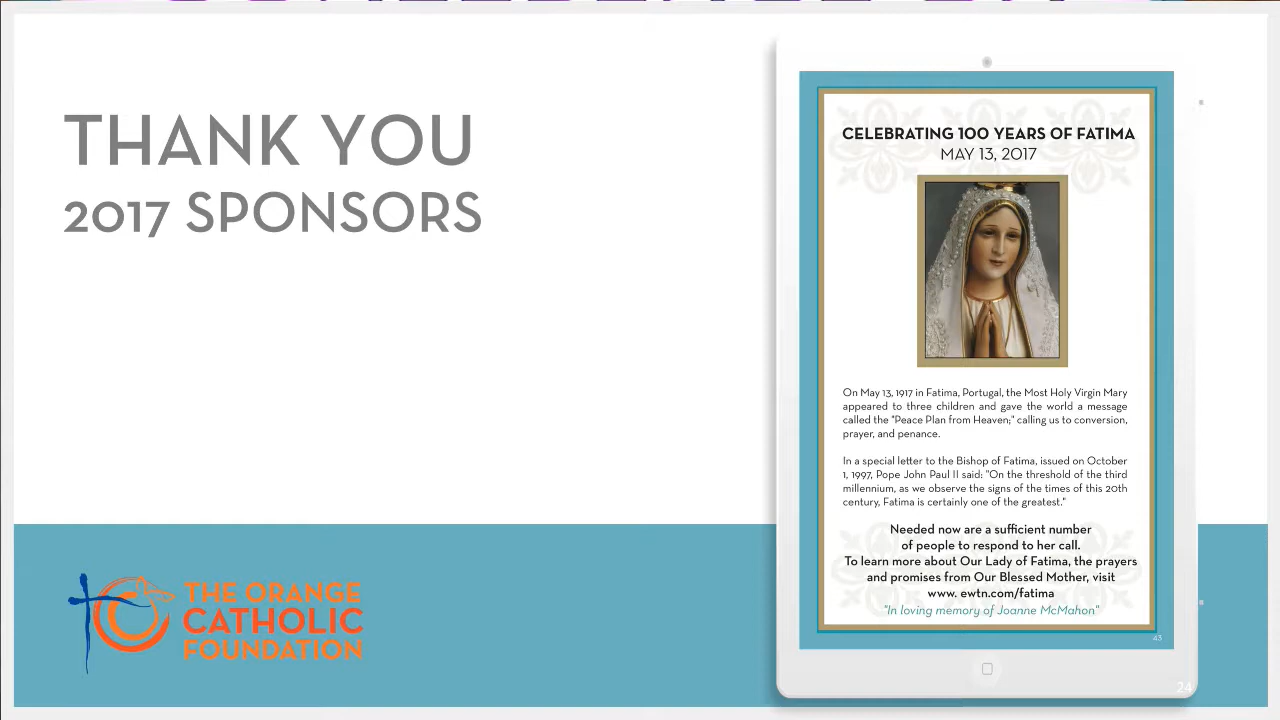 THANK YOU
2017 SPONSORS
THE ORANGE
CATHOLIC
FOUNDATION
CELEBRATING 100 YEARS OF FATIMA
MAY 13, 2017
On May 13, 1917 in Fatima, Portugal, the Most Holy Virgin Mary
appeared to three children and gave the world a message
called the "Peace Plan from Heaven;" calling us to conversion,
prayer, and penance.
In a special letter to the Bishop of Fatima, issued on October
1, 1997, Pope John Paul II said: "On the threshold of the third
millennium, as we observe the signs of the times of this 20th
century, Fatima is certainly one of the greatest."
Needed now are a sufficient number
of people to respond to her call.
To learn more about Our Lady of Fatima, the prayers
and promises from Our Blessed Mother, visit
www. ewtn.com/fatima
"In loving memory of Joanne McMahon"
43
24